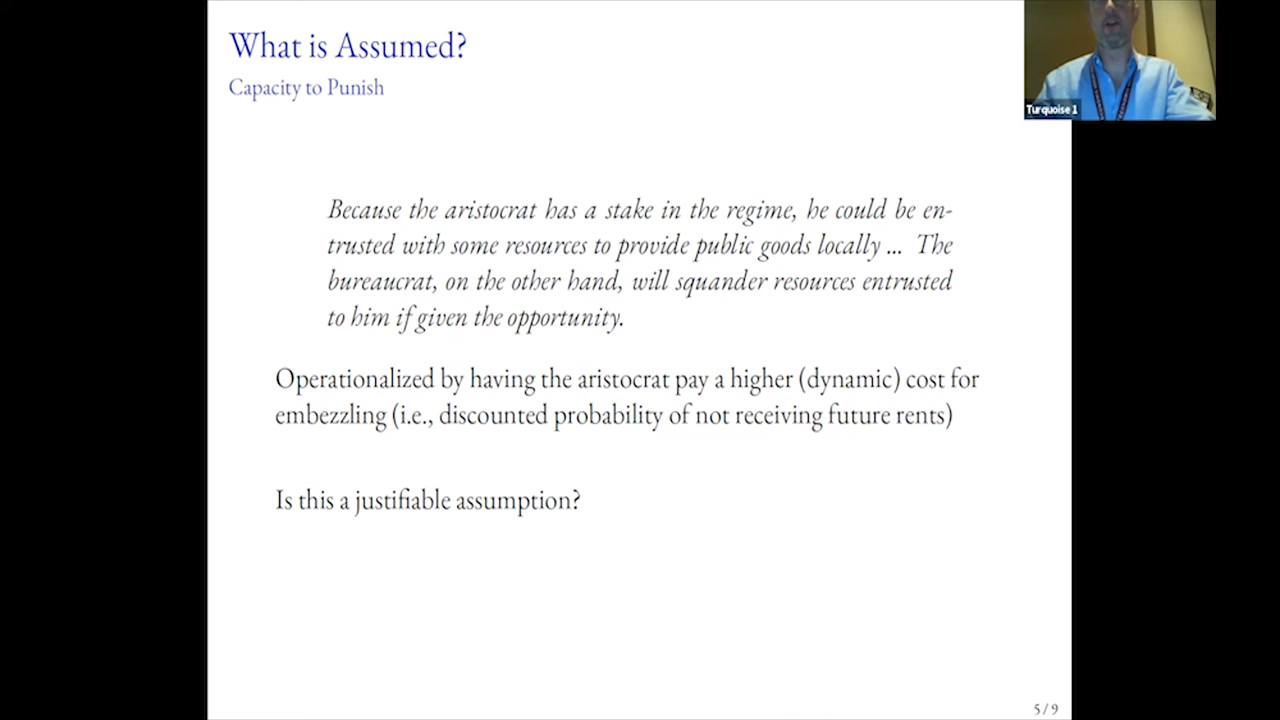 What is Assumed?
Capacity to Punish
Turquoise 1
Because the aristocrat has a stake in the regime, he could be en-
trusted with some resources to provide public goods locally ... The
bureaucrat, on the other hand, will squander resources entrusted
to him if given the opportunity.
Operationalized by having the aristocrat pay a higher (dynamic) cost for
embezzling (i.e., discounted probability of not receiving future rents)
Is this a justifiable assumption?
5 / 9